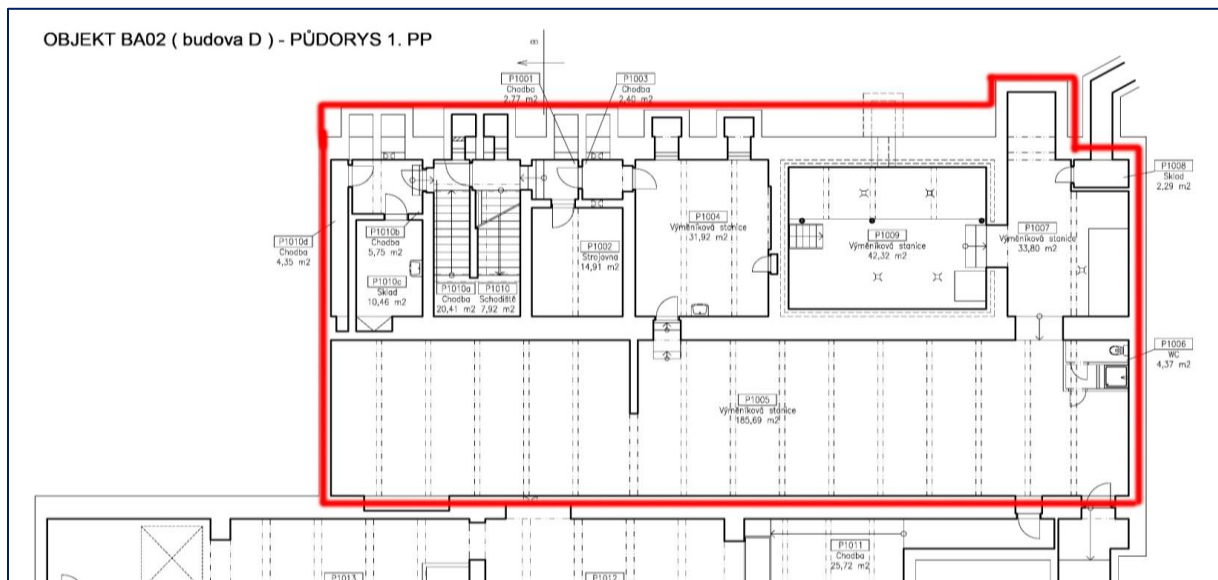 OBJEKT BA02 ( budova D ) - PŮDORYS 1. PP
B
P1001
Chodba
2,77 m2
P1003
Chodba
2,40 m2
P1008
Sklad
2,29 m2
P1004
Výměníková stanice
31,92 m2
P1007
Výměníková stanice
33,80 m2
P1009
Výměníková stanice
42,32 m2
P1010d
Chodba
4,35 m2
P1010b
Chodba
5,75 m2
P1002
Strojovna
14,91 m2
P1010c
Sklad
10,46 m2
P1010a
Chodba
20,41 m2
P1010
Schodiště
7,92 m2
P1006
WC
4,37 m2
P1005
Výměníková stanice
185,69 m2
P1011
Chodba
25,72 m2
P1013
P1012